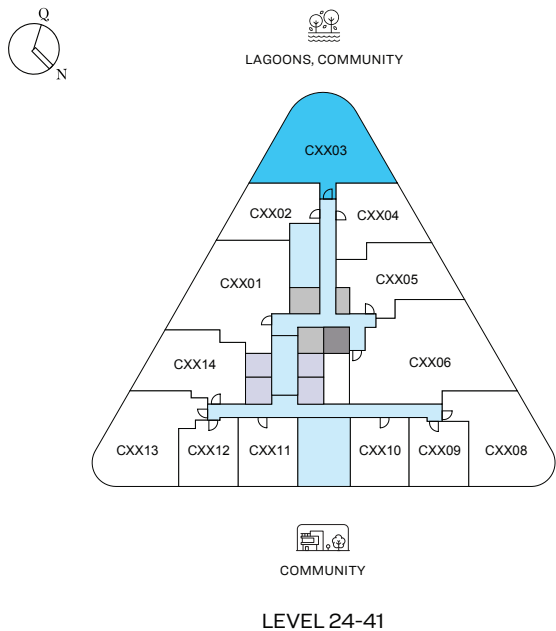 Q
N
LAGOONS, COMMUNITY
CXX03
CXX02
CXX04
CXX01
CXX05
CXX14
CXX06
CXX13
CXX12
CXX11
CXX10
CXX09
CXX08
COMMUNITY
LEVEL 24-41